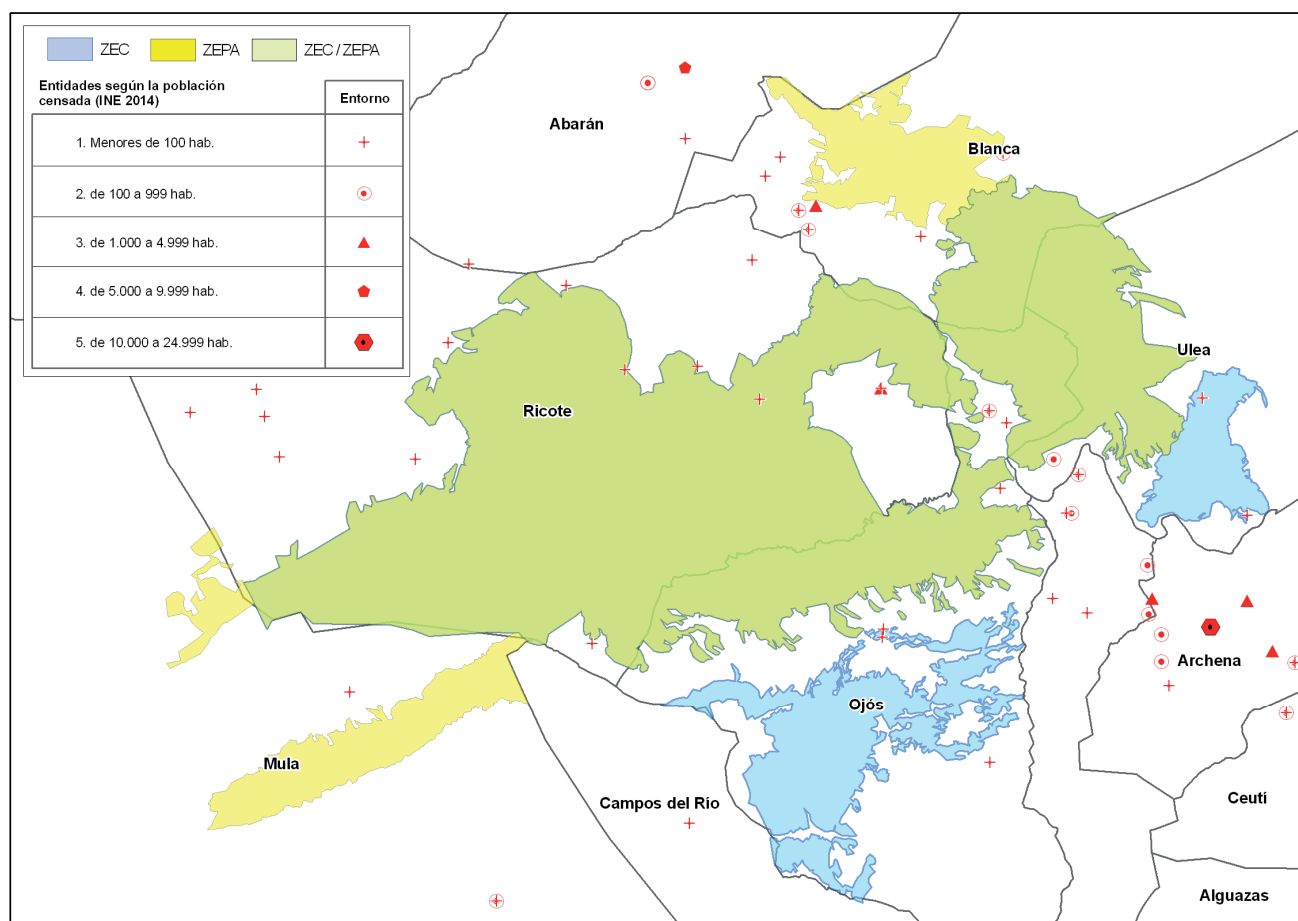 ZEC ZEPA ZEC / ZEPA
Entidades según la población
censada (INE 2014)
Entorno
1. Menores de 100 hab.
2. de 100 a 999 hab.
3. de 1.000 a 4.999 hab.
4. de 5.000 a 9.999 hab.
5. de 10.000 a 24.999 hab.
Abarán
Blanca
Ulea
Ricote
Archena
Ojós
Mula
Campos del Río
Ceutí
Alguazas